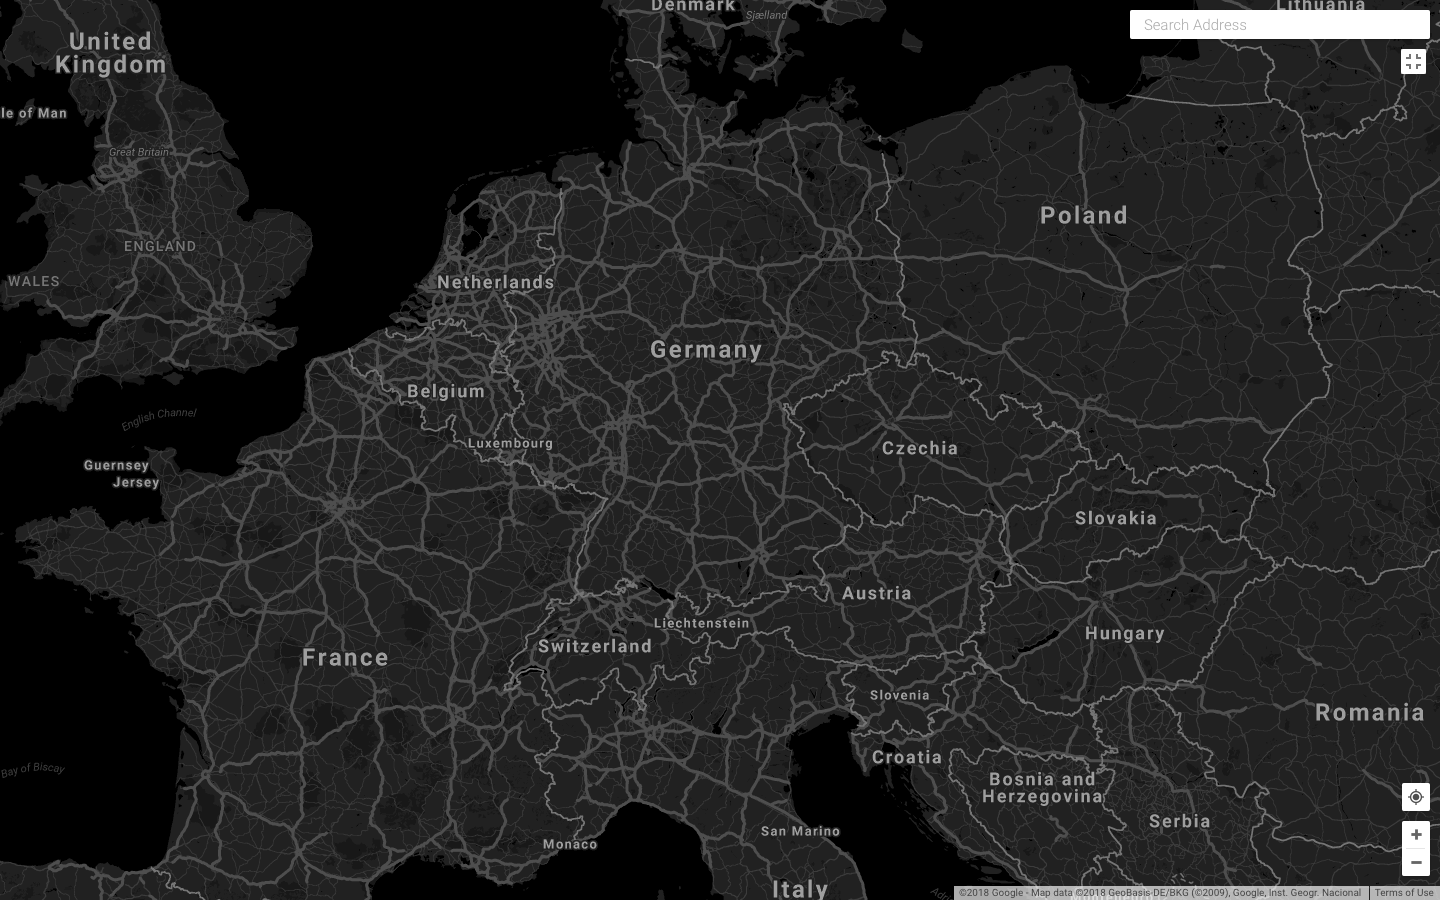 Denmark
Sjælland
Lithuania
Search Address
United
Kingdom
le of Man
Great Britain
Poland
ENGLAND
WALES
Netherlands
Germany
Belgium
English Channel
Luxembourg
Czechia
Guernsey
Jersey
Slovakia
Austria
Liechtenstein
Hungary
Switzerland
France
Slovenia
Romania
Croatia
Bay of Biscay
Bosnia and
Herzegovina
Serbia
San Marino
Monaco
Italy
©2018 Google - Map data ©2018 GeoBasis-DE/BKG (©2009), Google, Inst. Geogr. Nacional
Terms of Use